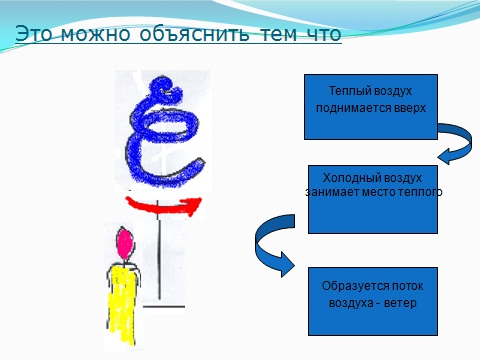 Это можно объяснить тем что
Теплый воздух
поднимается вверх
Холодный воздух
занимает место теплого
Образуется поток
воздуха - ветер